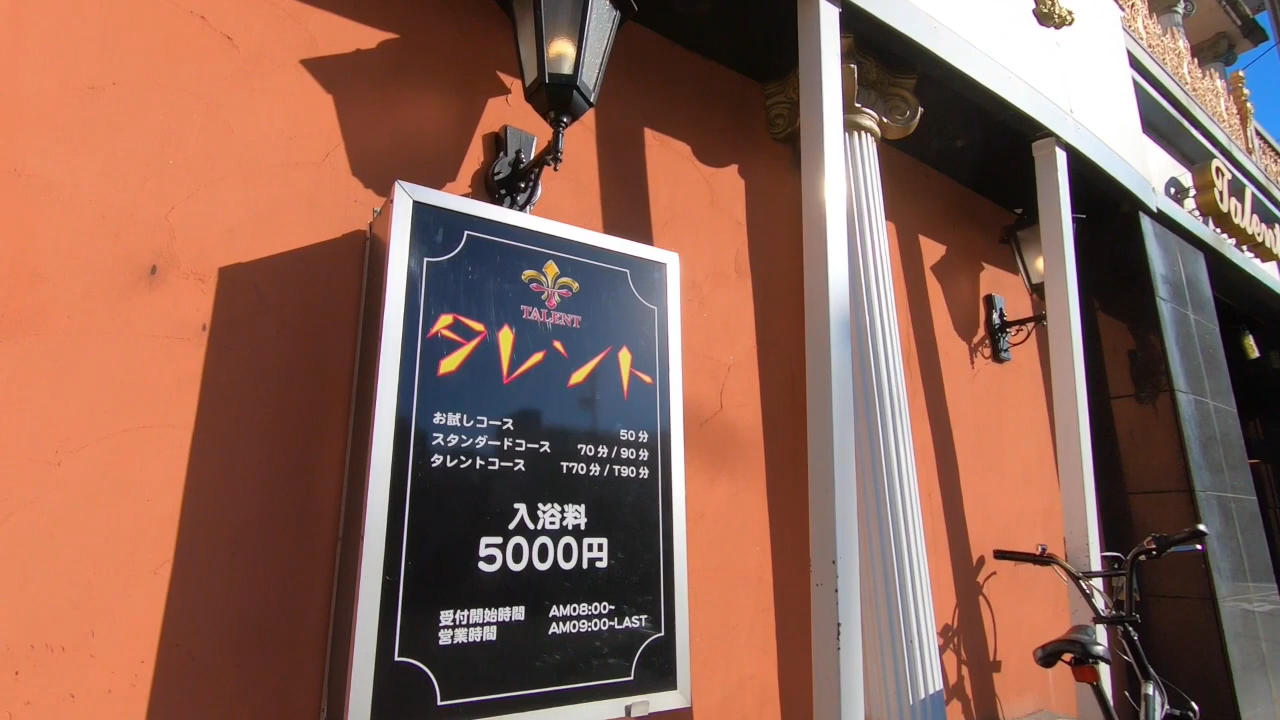 TALENT
タレント
お試しコース 50分
スタンダードコース 70分 / 90分
タレントコース T70分 / T90分
入浴料
5000円
受付開始時間 AM08:00~
営業時間 AM09:00~LAST
Talent